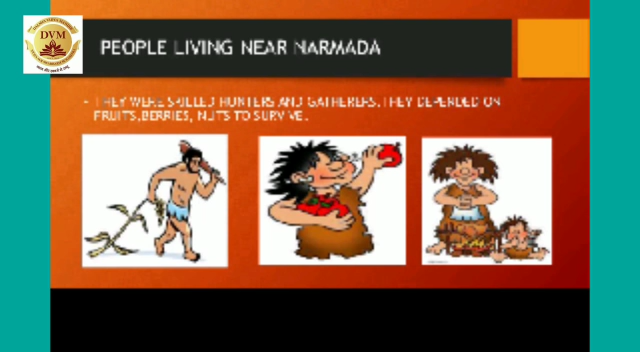 DVM
PEOPLE LIVING NEAR NARMADA
THEY WERE SKILLED HUNTERS AND GATHERERS.THEY DEPENDED ON
FRUITS,BERRIES, NUTS TO SURVIVE.